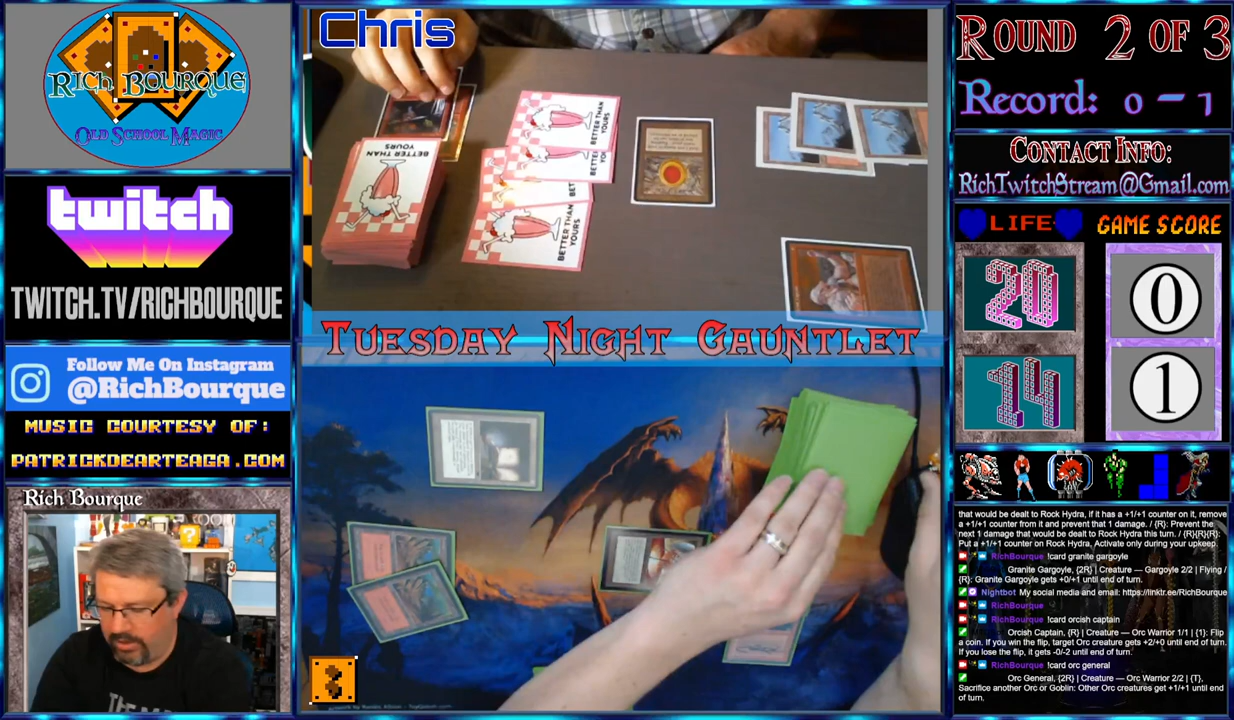 RICH BOURQUE
OLD SCHOOL MAGIC
twitch
TWITCH.TV/RICHBOURQUE
Follow Me On Instagram
@RichBourque
MUSIC COURTESY OF:
PATRICKDEARTEAGA.COM
Rich Bourque
Chris
BETTER THAN
YOURS
BETTER THAN
YOURS
BETTER THAN
YOURS
TUESDAY NIGHT GAUNTLET
ROUND 2 OF 3
Record: 0 - 1
CONTACT INFO:
RichTwitchStream@Gmail.com
LIFE
GAME SCORE
20
0
14
1
that would be dealt to Rock Hydra, if it has a +1/+1 counter on it, remove
a +1/+1 counter from it and prevent that 1 damage. / {R}: Prevent the
next 1 damage that would be dealt to Rock Hydra this turn. / {R}{R}{R}:
Put a +1/+1 counter on Rock Hydra, Activate only during your upkeep.
RichBourque !card granite gargoyle
Granite Gargoyle, {2R} | Creature — Gargoyle 2/2 | Flying /
{R}: Granite Gargoyle gets +0/+1 until end of turn.
Nightbot My social media and email: https://linktr.ee/RichBourque
RichBourque
RichBourque !card orcish captain
Orcish Captain, {R} | Creature — Orc Warrior 1/1 | {1}: Flip
a coin. If you win the flip, target Orc creature gets +2/+0 until end of turn.
If you lose the flip, it gets -0/-2 until end of turn.
RichBourque !card orc general
Orc General, {2R} | Creature — Orc Warrior 2/2 | {T},
Sacrifice another Orc or Goblin: Other Orc creatures get +1/+1 until end
of turn.